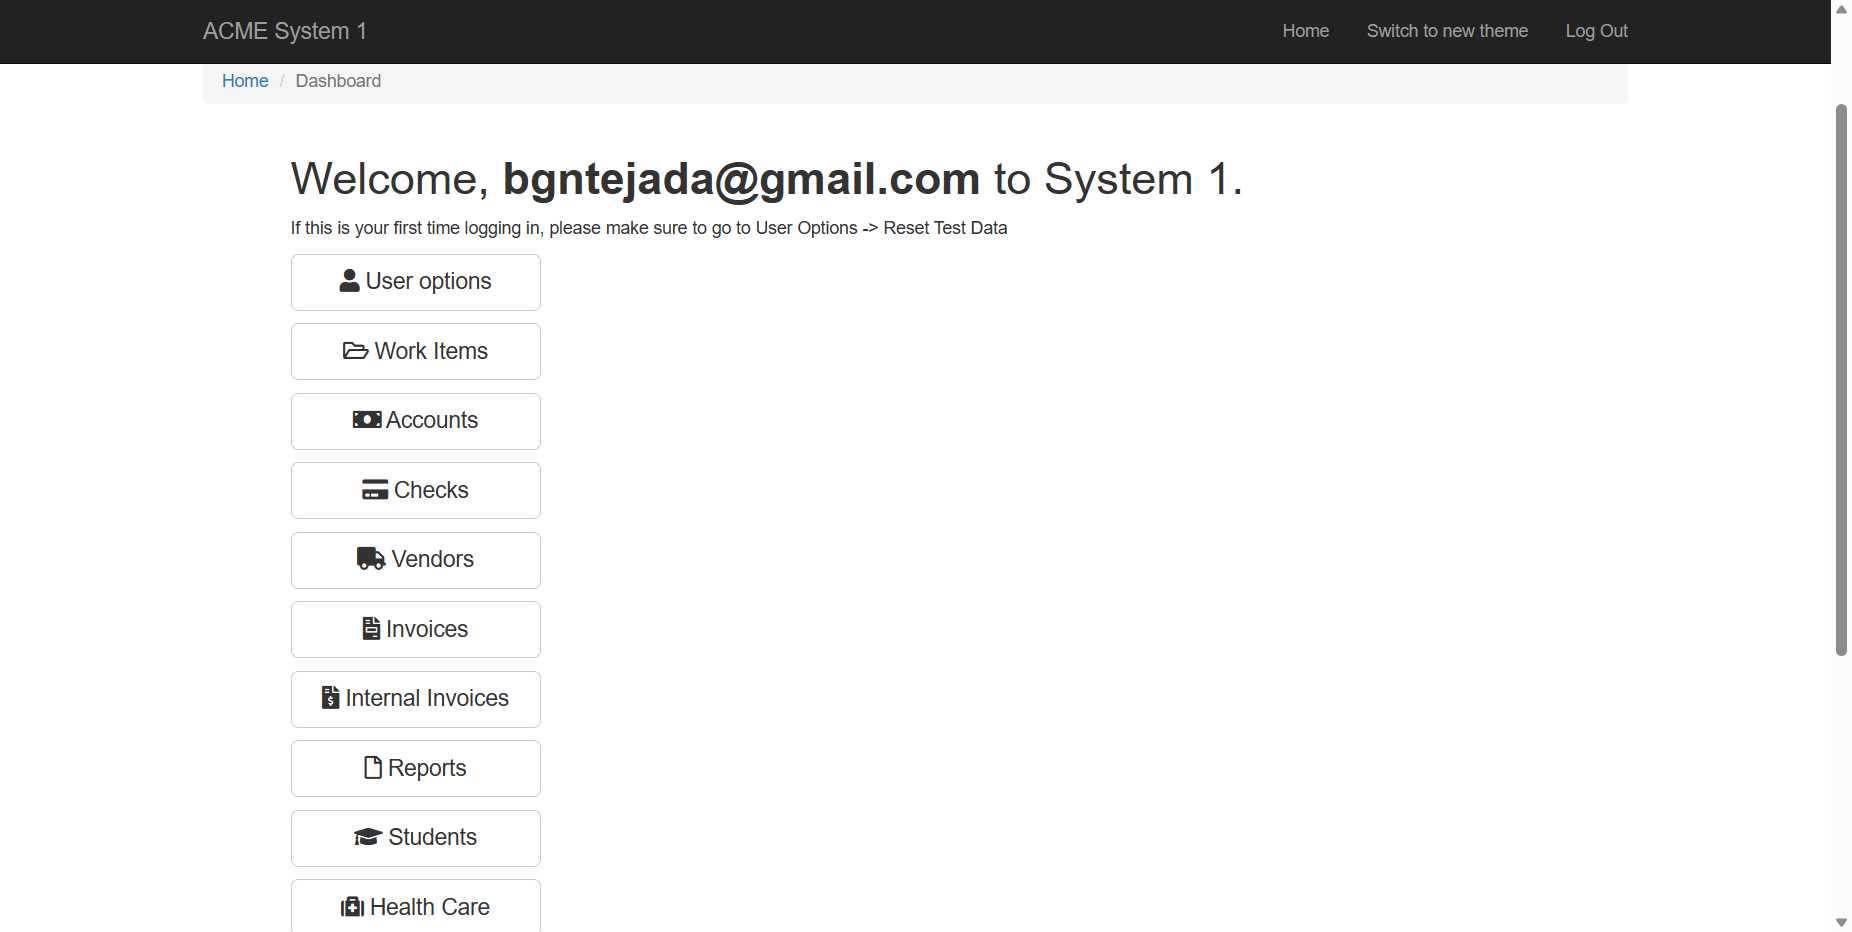 ACME System 1
Home
Switch to new theme
Log Out
Home / Dashboard
Welcome, bgntejada@gmail.com to System 1.
If this is your first time logging in, please make sure to go to User Options -> Reset Test Data
User options
Work Items
Accounts
Checks
Vendors
Invoices
Internal Invoices
Reports
Students
Health Care